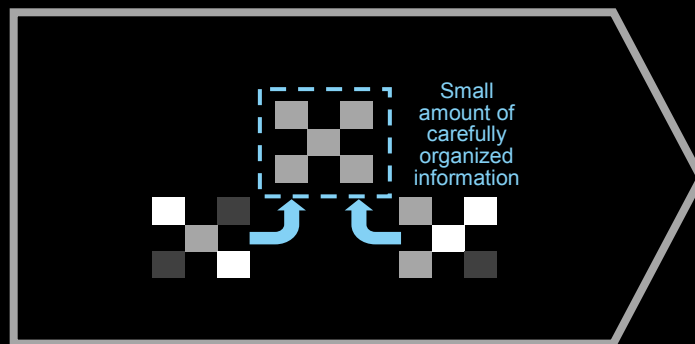 Small
amount of
carefully
organized
information